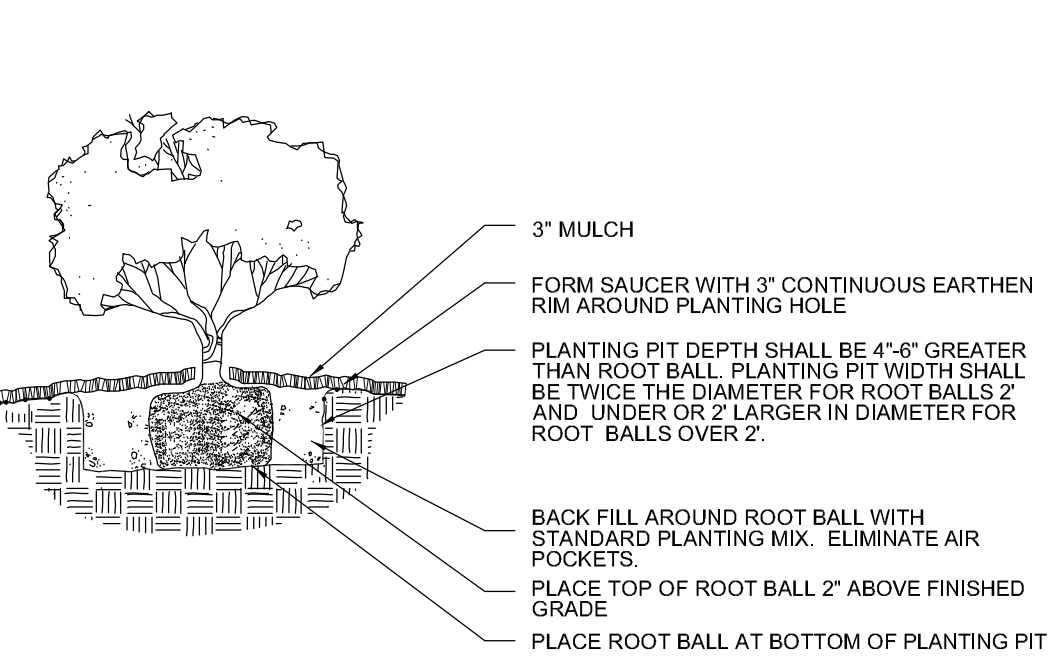 3" MULCH
FORM SAUCER WITH 3" CONTINUOUS EARTHEN
RIM AROUND PLANTING HOLE
PLANTING PIT DEPTH SHALL BE 4"-6" GREATER
THAN ROOT BALL. PLANTING PIT WIDTH SHALL
BE TWICE THE DIAMETER FOR ROOT BALLS 2'
AND UNDER OR 2' LARGER IN DIAMETER FOR
ROOT BALLS OVER 2'.
BACK FILL AROUND ROOT BALL WITH
STANDARD PLANTING MIX. ELIMINATE AIR
POCKETS.
PLACE TOP OF ROOT BALL 2" ABOVE FINISHED
GRADE
PLACE ROOT BALL AT BOTTOM OF PLANTING PIT